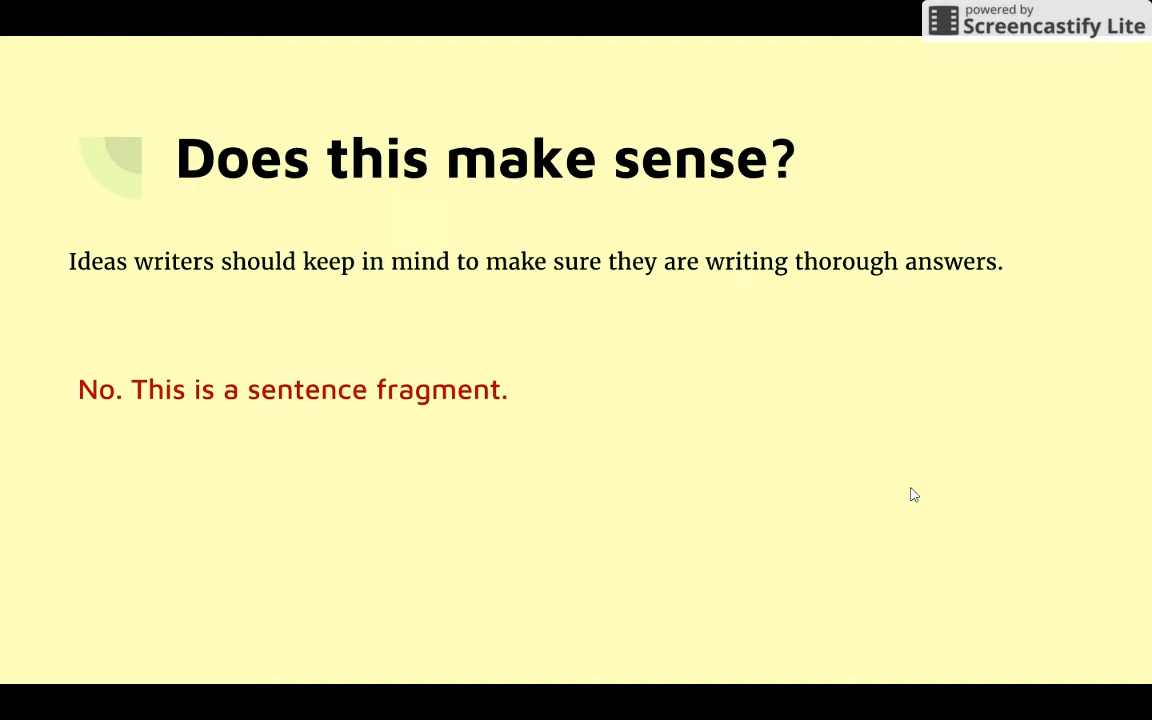 powered by
Screencastify Lite
Does this make sense?
Ideas writers should keep in mind to make sure they are writing thorough answers.
No. This is a sentence fragment.